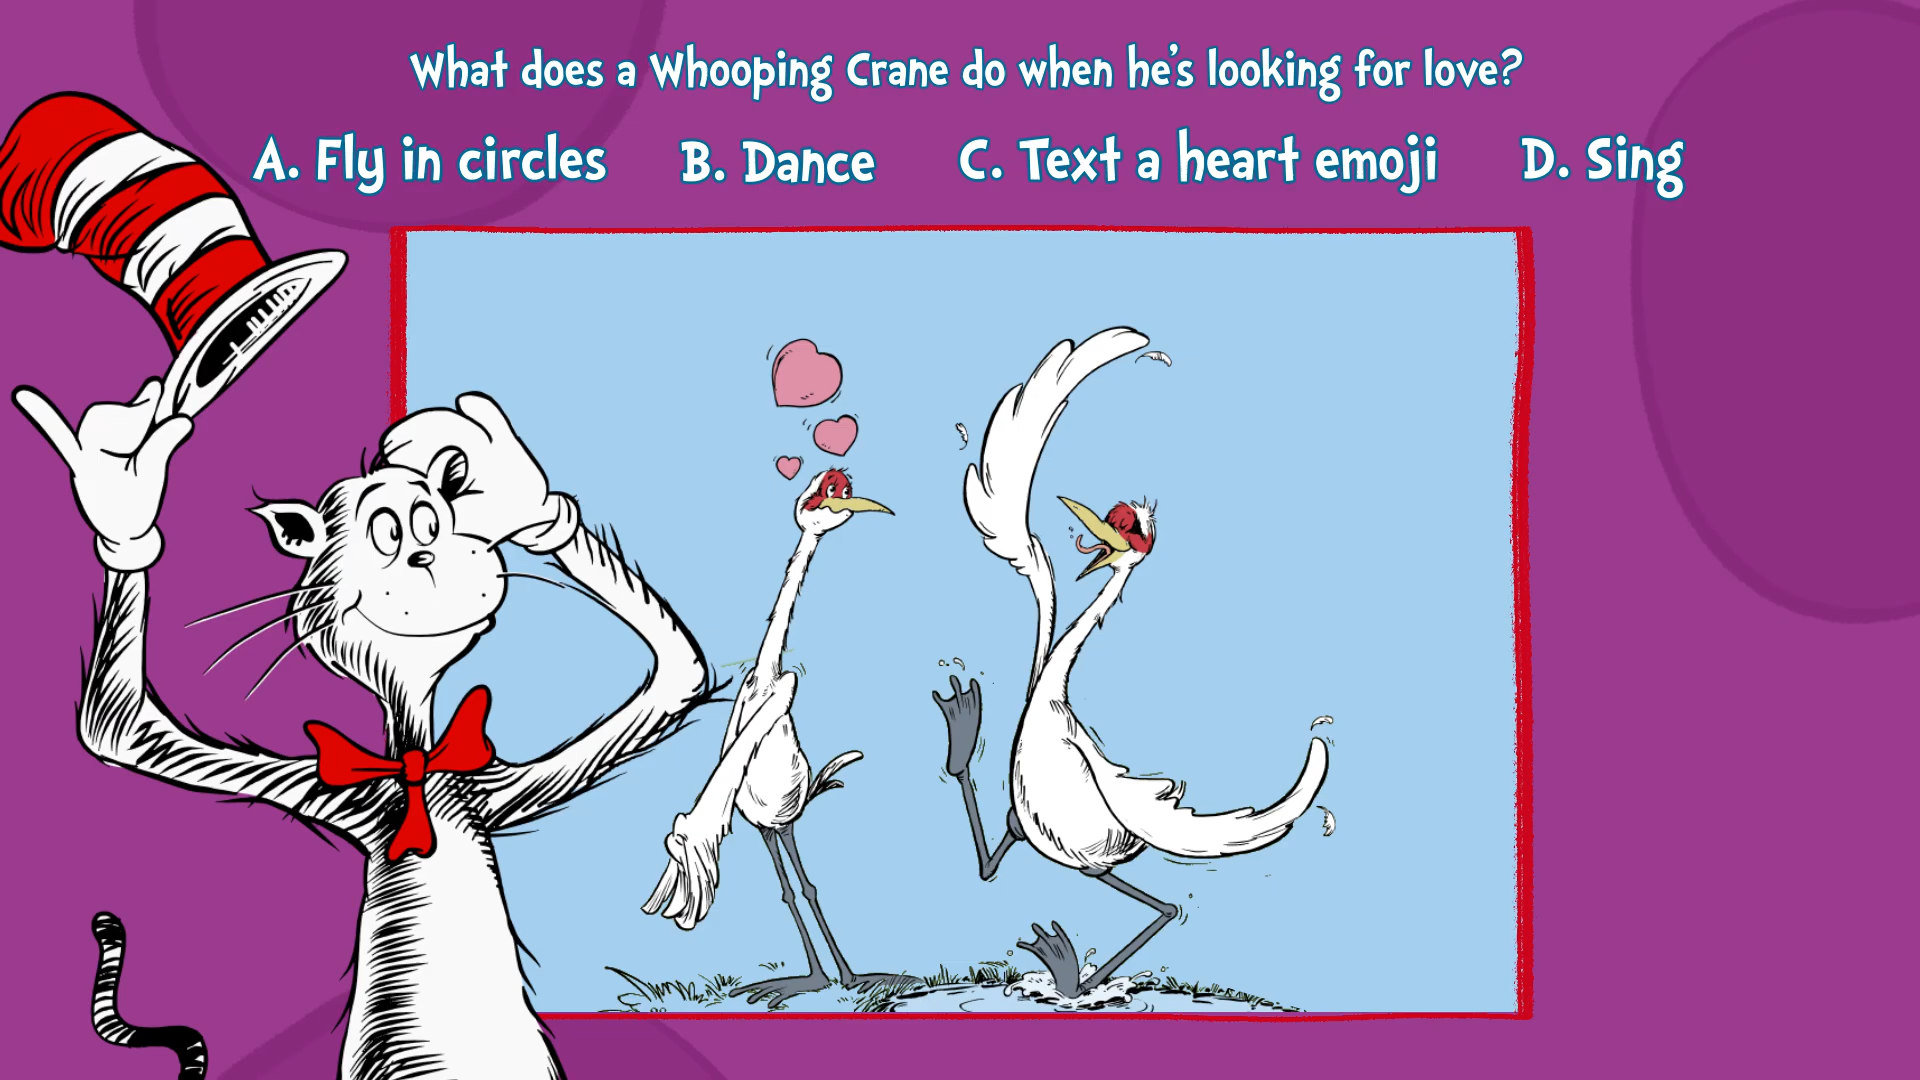 What does a Whooping Crane do when he's looking for love?
A. Fly in circles B. Dance C. Text a heart emoji D. Sing